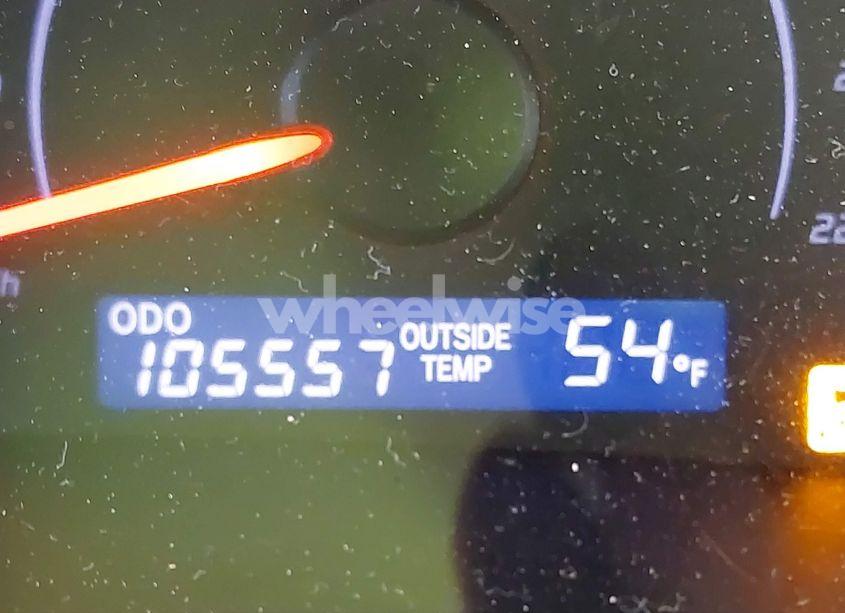 wheelwise
ODO
105557
OUTSIDE
TEMP
54°F